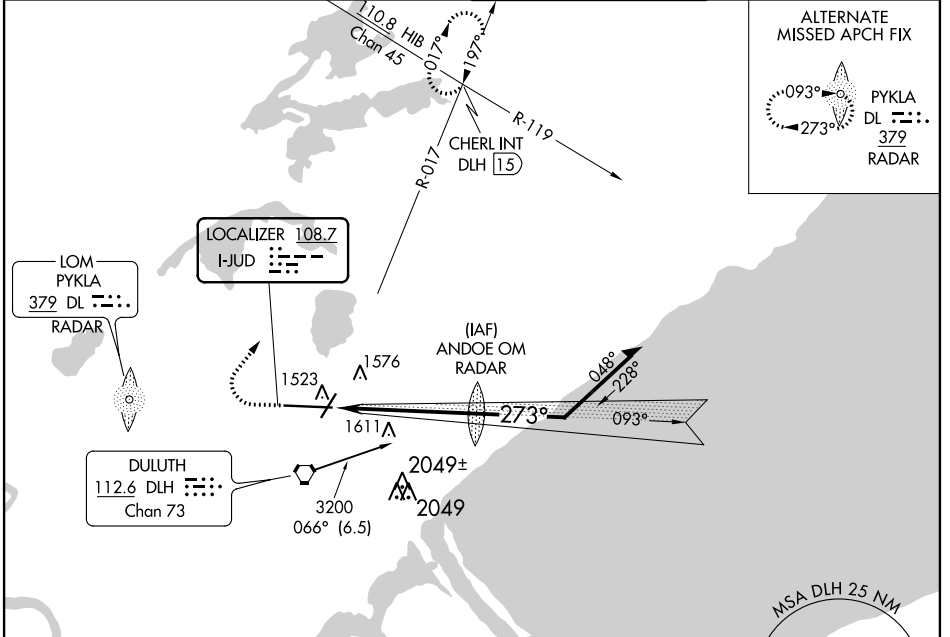 110.8 HIB
Chan 45
017°
197°
R-119
CHERL INT
DLH 15
R-017
ALTERNATE
MISSED APCH FIX
093°
273°
PYKLA
DL
379
RADAR
LOCALIZER 108.7
I-JUD
LOM
PYKLA
379 DL
RADAR
(IAF)
ANDOE OM
RADAR
1576
1523
1611
048°
228°
273°
093°
DULUTH
112.6 DLH
Chan 73
3200
066° (6.5)
2049±
2049
MSA DLH 25 NM